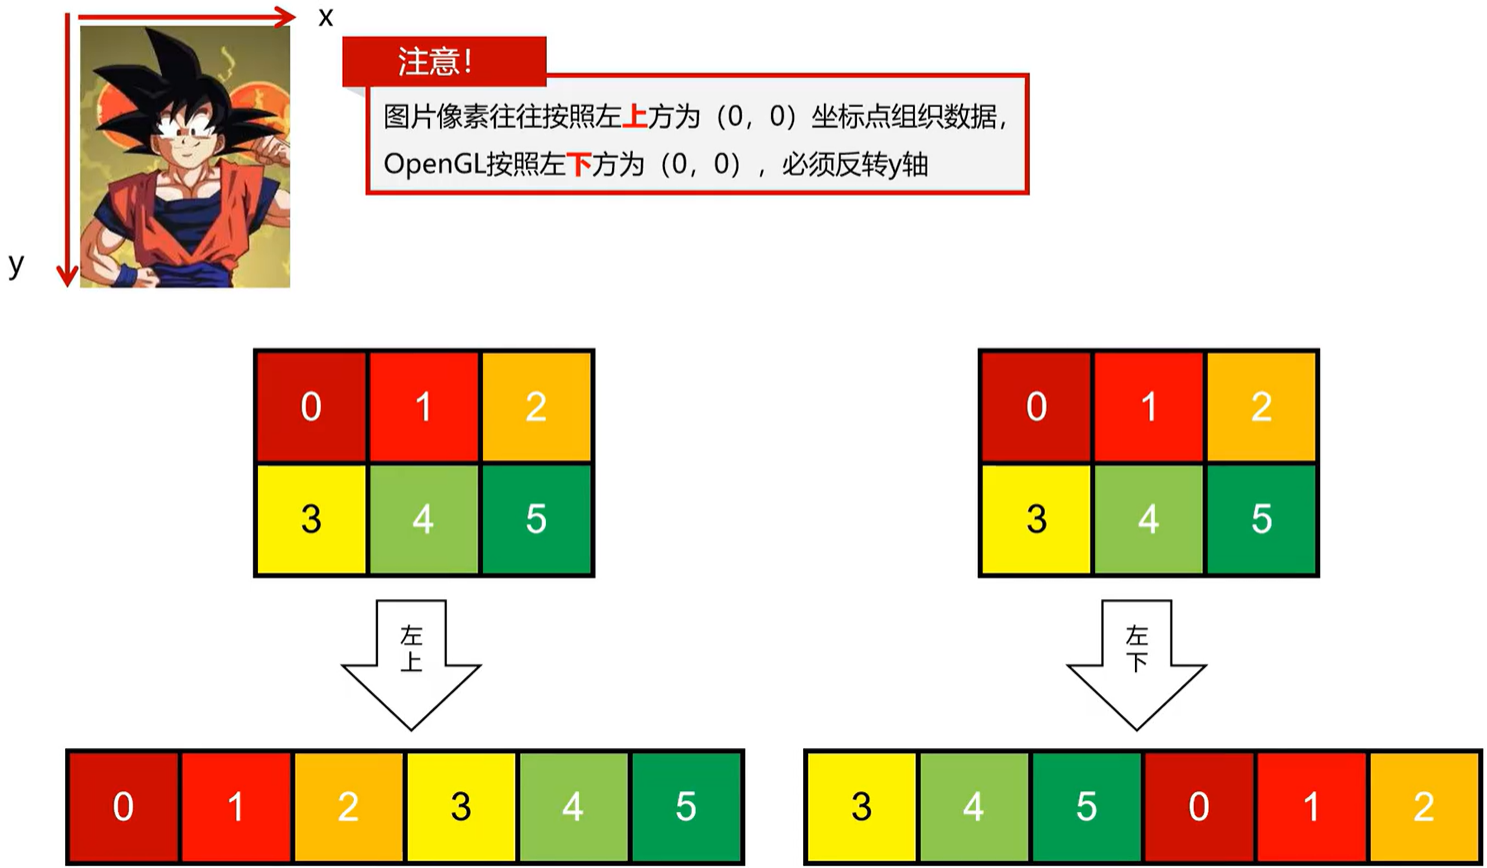 x
注意！
图片像素往往按照左上方为（0，0）坐标点组织数据，
OpenGL按照左下方为（0，0），必须反转y轴
y
0 1 2
3 4 5
0 1 2
3 4 5
左
上
左
下
0 1 2 3 4 5
3 4 5 0 1 2